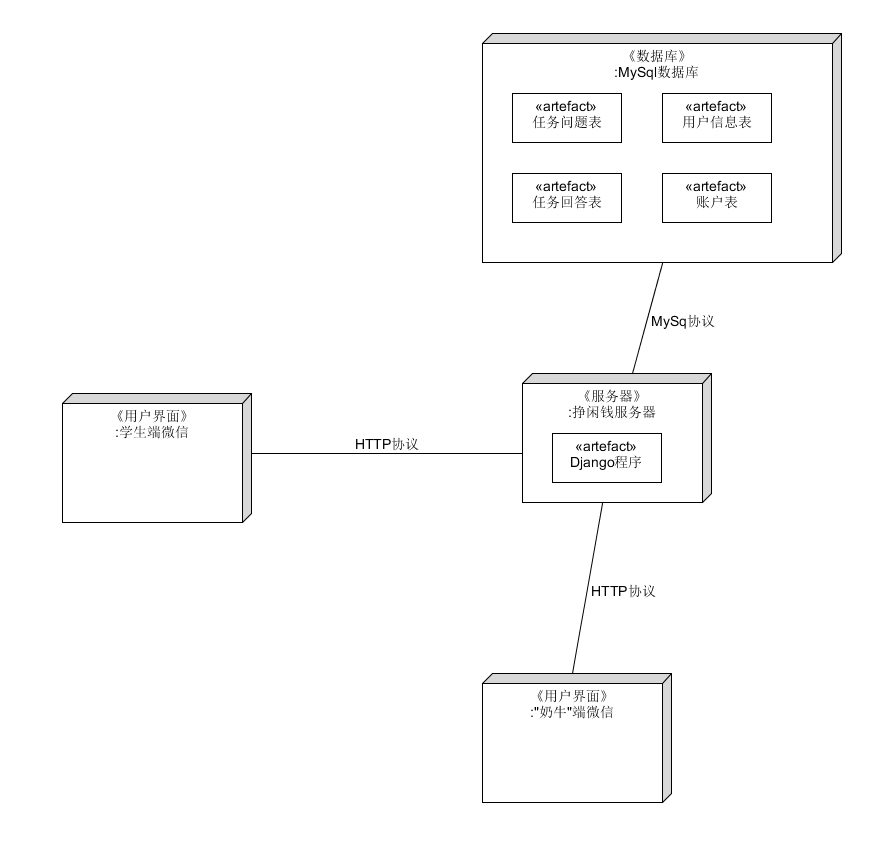 《数据库》
:MySql数据库
«artefact»
任务问题表
«artefact»
用户信息表
«artefact»
任务回答表
«artefact»
账户表
MySq协议
《服务器》
:挣闲钱服务器
«artefact»
Django程序
《用户界面》
:学生端微信
HTTP协议
HTTP协议
《用户界面》
:"奶牛"端微信